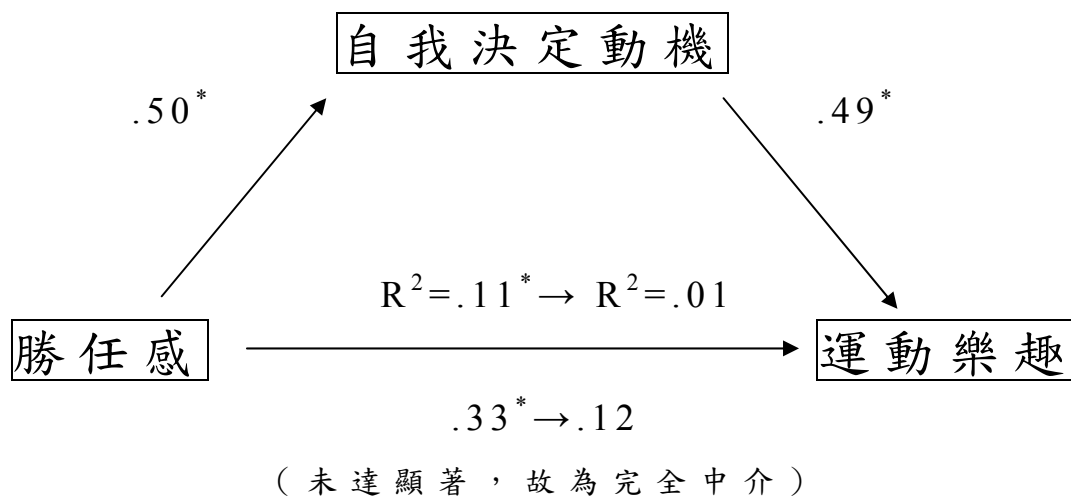 自我決定動機
.50*
.49*
R²=.11*→ R²=.01
勝任感
運動樂趣
.33*→.12
(未達顯著，故為完全中介)